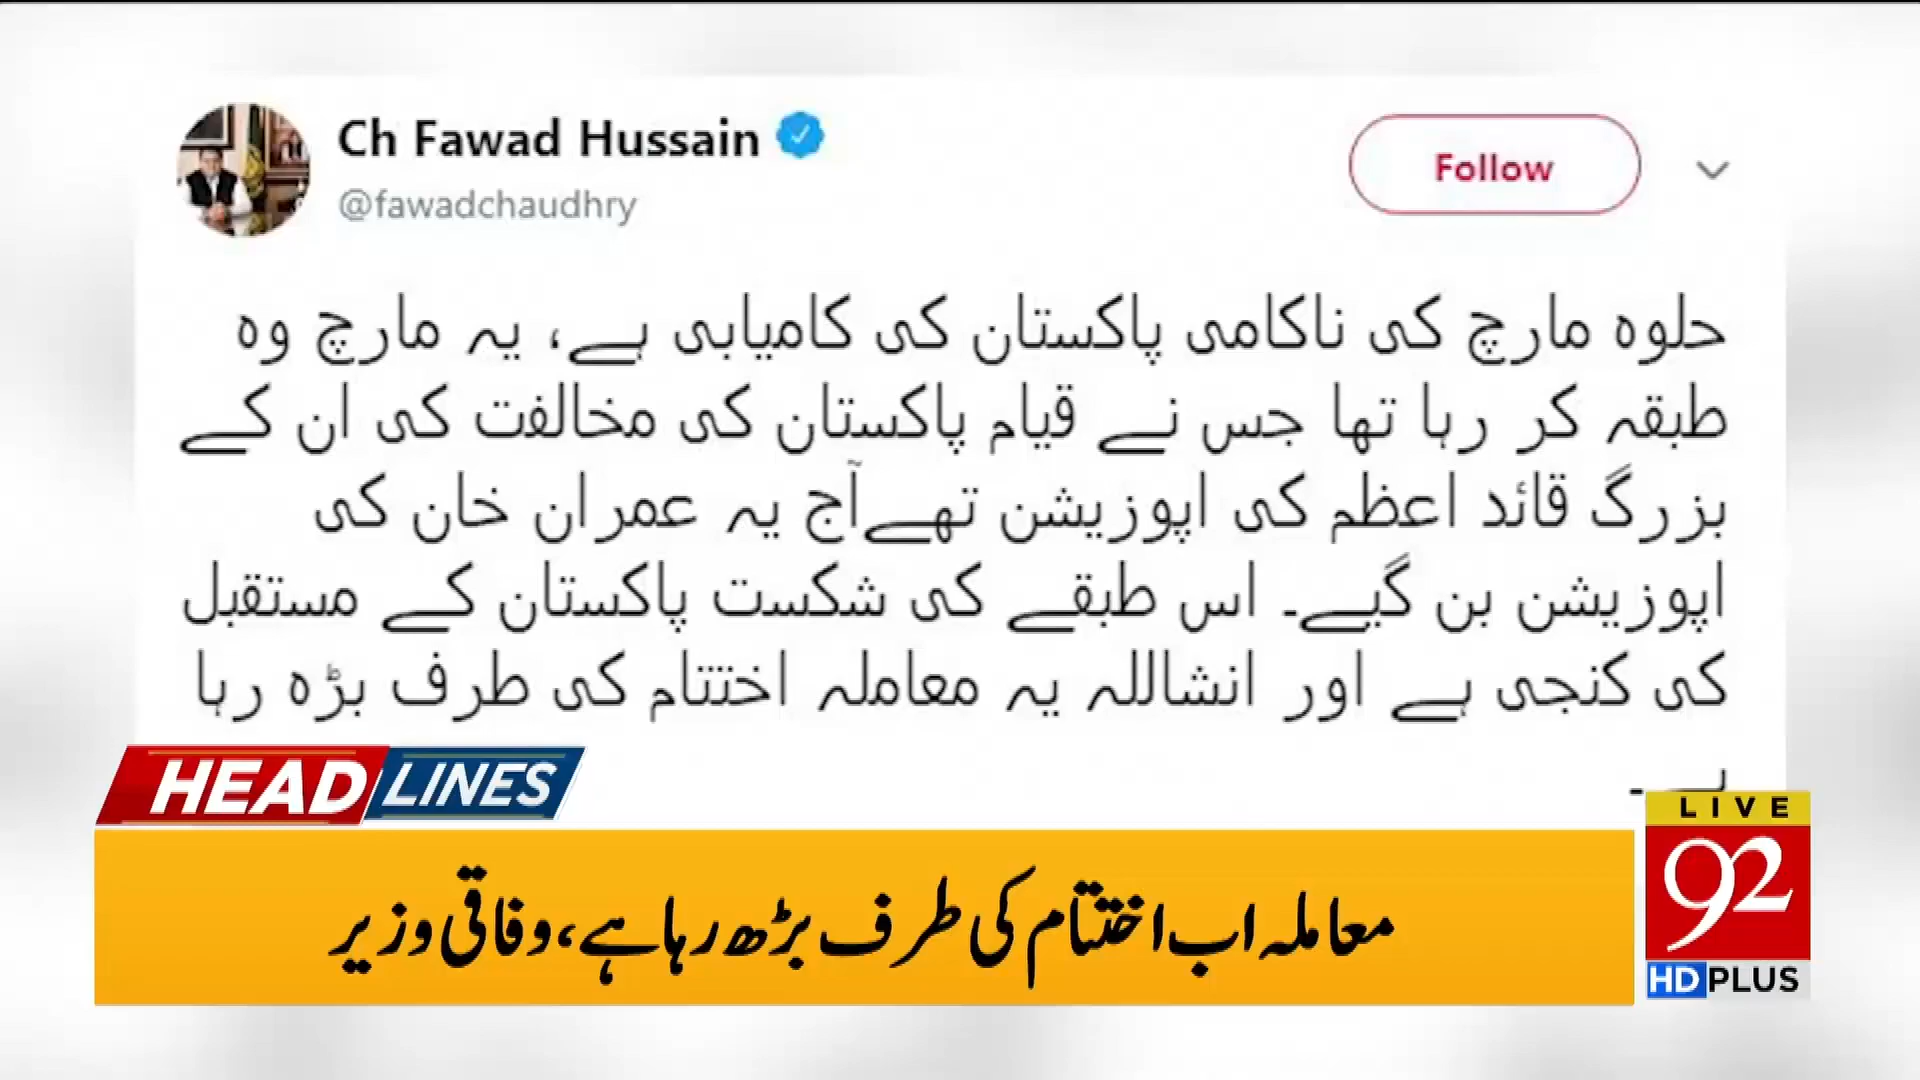 Ch Fawad Hussain
@fawadchaudhry
Follow
حلوہ مارچ کی ناکامی پاکستان کی کامیابی ہے، یہ مارچ وہ
طبقہ کر رہا تھا جس نے قیام پاکستان کی مخالفت کی ان کے
بزرگ قائد اعظم کی اپوزیشن تھےآج یہ عمران خان کی
اپوزیشن بن گیے۔ اس طبقے کی شکست پاکستان کے مستقبل
کی کنجی ہے اور انشاللہ یہ معاملہ اختتام کی طرف بڑہ رہا
HEADLINES
معاملہ اب اختتام کی طرف بڑھ رہا ہے، وفاقی وزیر
LIVE
92
HD PLUS